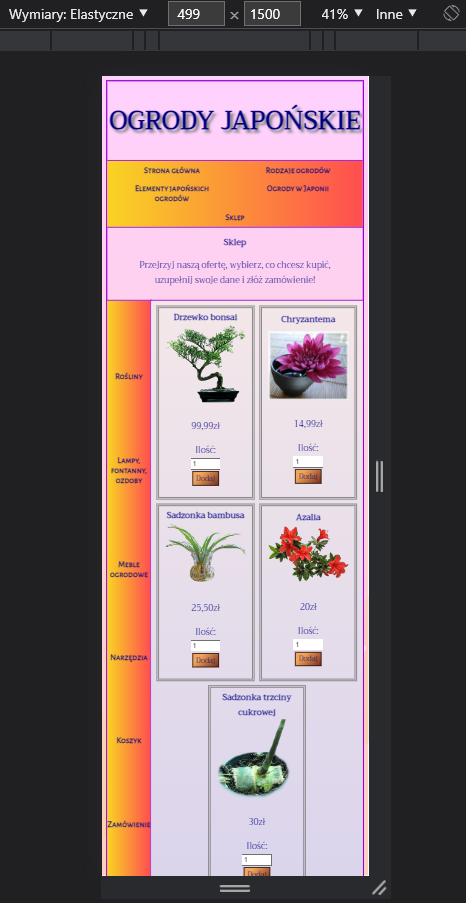 Wymiary: Elastyczne ▼ 499 × 1500 41% ▼ Inne ▼
OGRODY JAPOŃSKIE
Strona główna Rodzaje ogrodów
Elementy japońskich
ogrodów
Ogrody w Japonii
Sklep
Sklep
Przejrzyj naszą ofertę, wybierz, co chcesz kupić,
uzupełnij swoje dane i złóż zamówienie!
Rośliny
Lampy,
fontanny,
ozdoby
Meble
ogrodowe
Narzędzia
Koszyk
Zamówienie
Drzewko bonsai
99,99zł
Ilość:
1
Dodaj
Chryzantema
14,99zł
Ilość:
1
Dodaj
Sadzonka bambusa
25,50zł
Ilość:
1
Dodaj
Azalia
20zł
Ilość:
1
Dodaj
Sadzonka trzciny
cukrowej
30zł
Ilość:
1
Dodaj